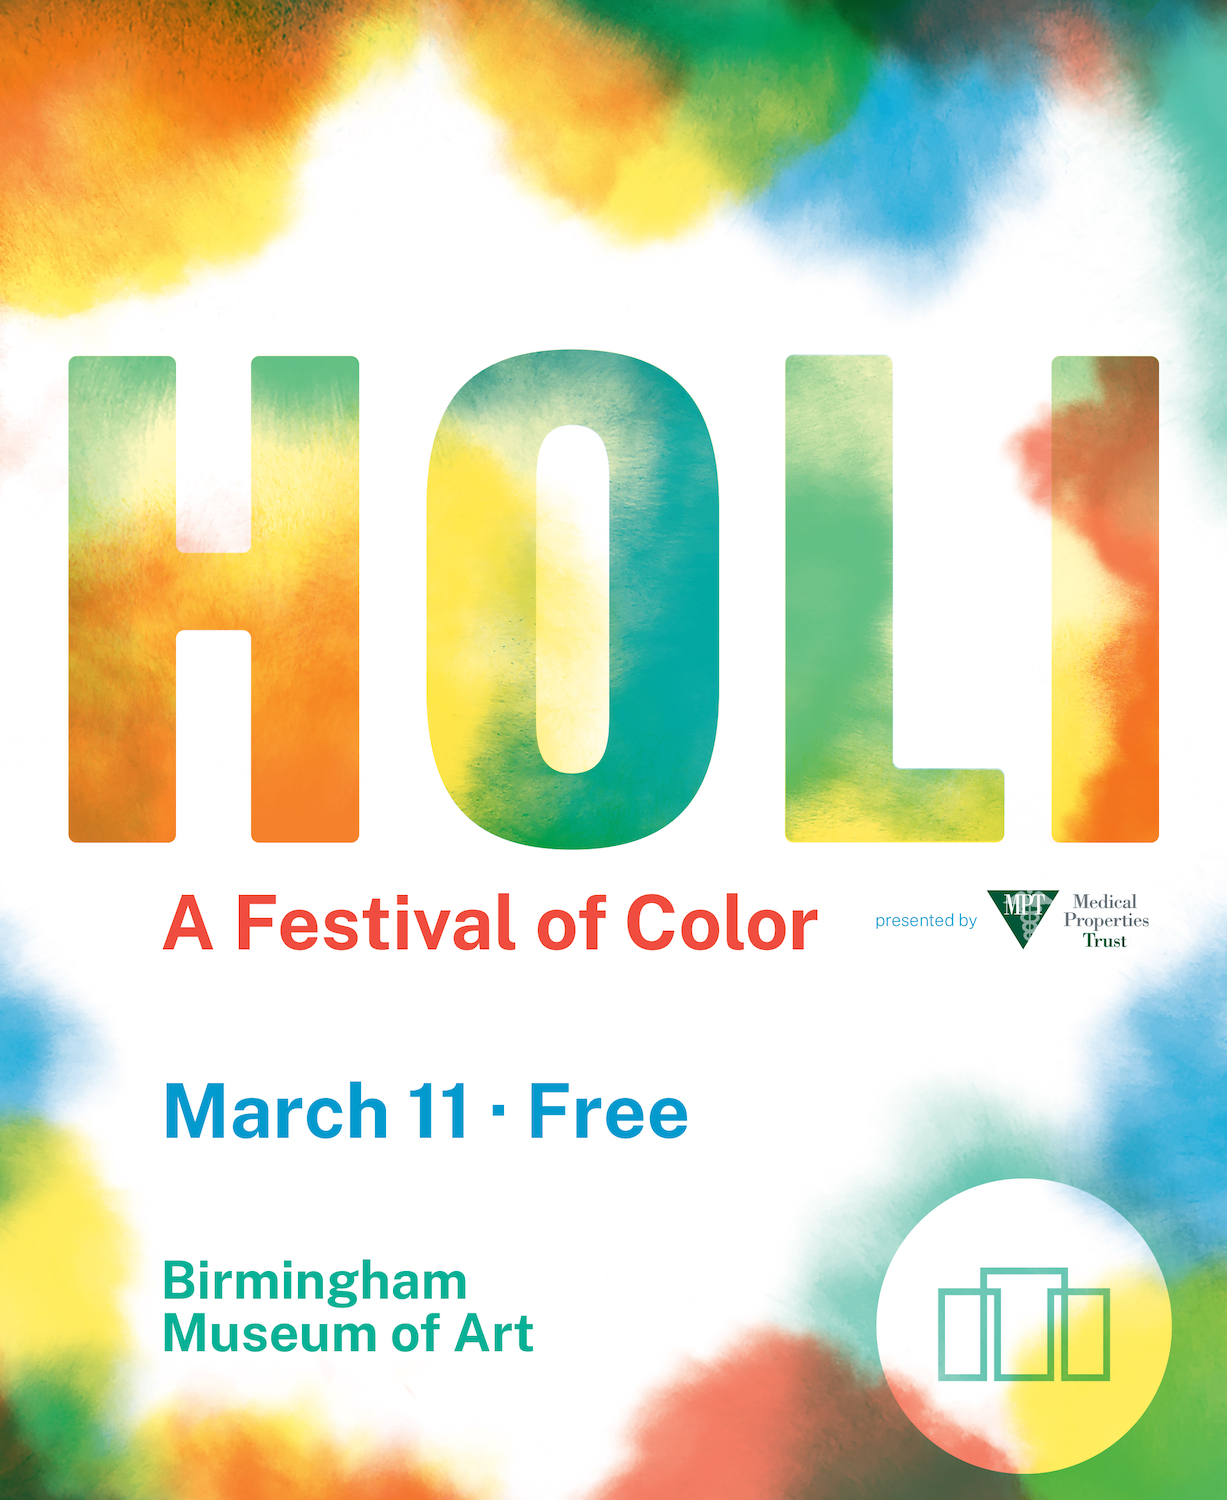 HOLI
A Festival of Color
presented by
MPT
Medical
Properties
Trust
March 11 · Free
Birmingham
Museum of Art